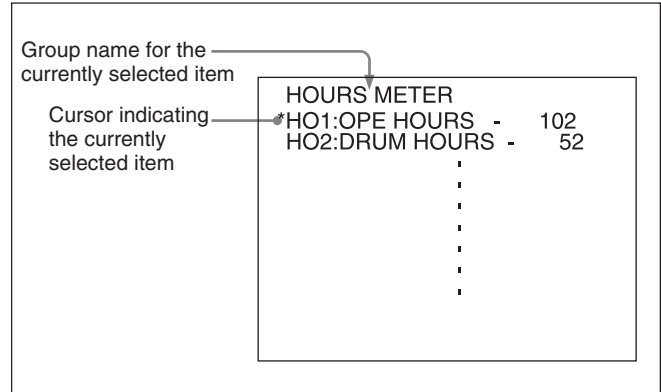 Group name for the
currently selected item
Cursor indicating
the currently
selected item
HOURS METER
*HO1:OPE HOURS - 102
HO2:DRUM HOURS - 52